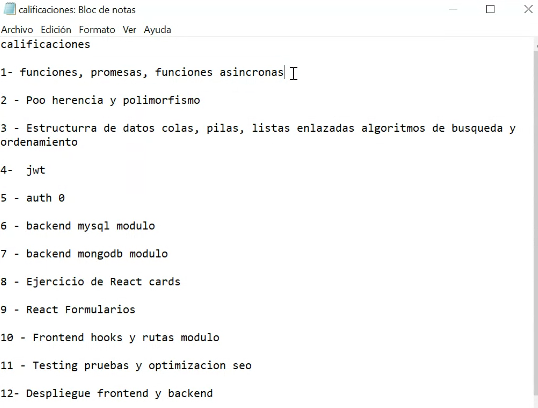 calificaciones: Bloc de notas
Archivo Edición Formato Ver Ayuda
calificaciones
1- funciones, promesas, funciones asincronas
2 - Poo herencia y polimorfismo
3 - Estructurra de datos colas, pilas, listas enlazadas algoritmos de busqueda y
ordenamiento
4- jwt
5 - auth 0
6 - backend mysql modulo
7 - backend mongodb modulo
8 - Ejercicio de React cards
9 - React Formularios
10 - Frontend hooks y rutas modulo
11 - Testing pruebas y optimizacion seo
12- Despliegue frontend y backend